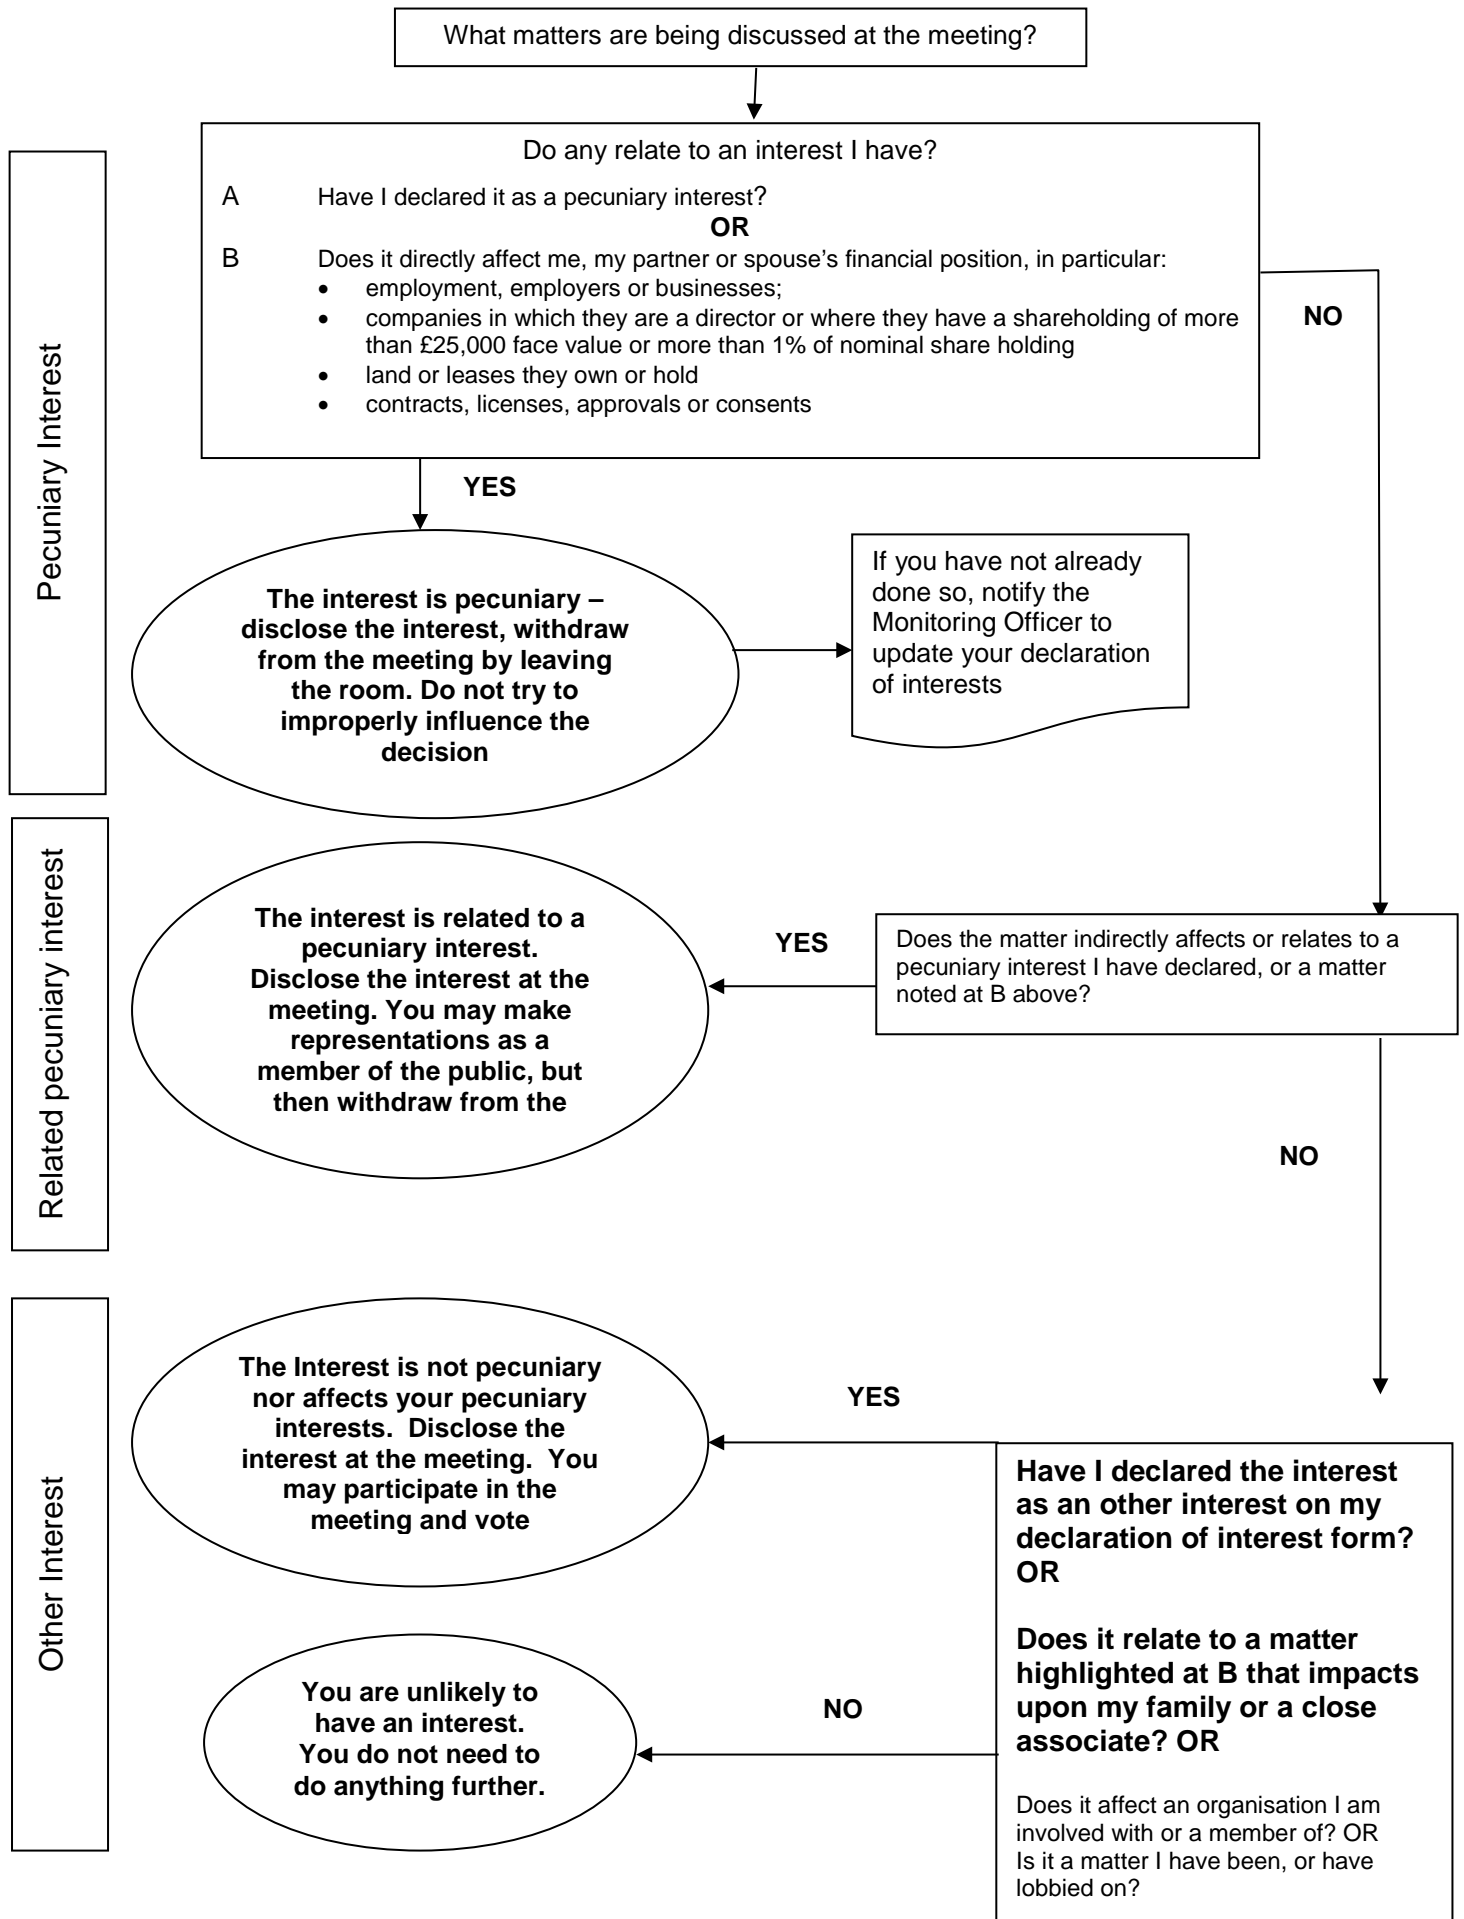 What matters are being discussed at the meeting?
Do any relate to an interest I have?
A Have I declared it as a pecuniary interest?
OR
B Does it directly affect me, my partner or spouse’s financial position, in particular:
• employment, employers or businesses;
• companies in which they are a director or where they have a shareholding of more
than £25,000 face value or more than 1% of nominal share holding
• land or leases they own or hold
• contracts, licenses, approvals or consents
NO
Pecuniary Interest
YES
The interest is pecuniary –
disclose the interest, withdraw
from the meeting by leaving
the room. Do not try to
improperly influence the
decision
If you have not already
done so, notify the
Monitoring Officer to
update your declaration
of interests
Related pecuniary interest
The interest is related to a
pecuniary interest.
Disclose the interest at the
meeting. You may make
representations as a
member of the public, but
then withdraw from the
YES
Does the matter indirectly affects or relates to a
pecuniary interest I have declared, or a matter
noted at B above?
NO
Other Interest
The Interest is not pecuniary
nor affects your pecuniary
interests. Disclose the
interest at the meeting. You
may participate in the
meeting and vote
YES
Have I declared the interest
as an other interest on my
declaration of interest form?
OR
Does it relate to a matter
highlighted at B that impacts
upon my family or a close
associate? OR
Does it affect an organisation I am
involved with or a member of? OR
Is it a matter I have been, or have
lobbied on?
NO
You are unlikely to
have an interest.
You do not need to
do anything further.